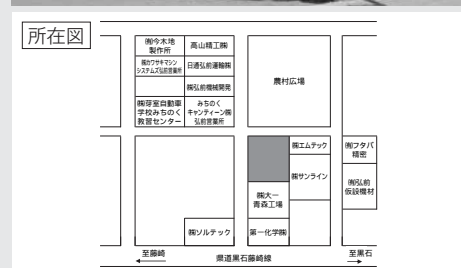 所在図
㈱今木地
製作所
高山精工㈱
㈱カワサキマシン
システムズ弘前営業所
日通弘前運輸㈱
㈱弘前機械開発
㈱芽室自動車
学校みちのく
教習センター
みちのく
キャンティーン㈱
弘前営業所
農村広場
㈱エムテック
㈱サンライン
㈱フタバ
精密
㈱弘前
仮設機材
㈱大一
青森工場
㈱ソルテック
第一化学㈱
至藤崎
県道黒石藤崎線
至黒石